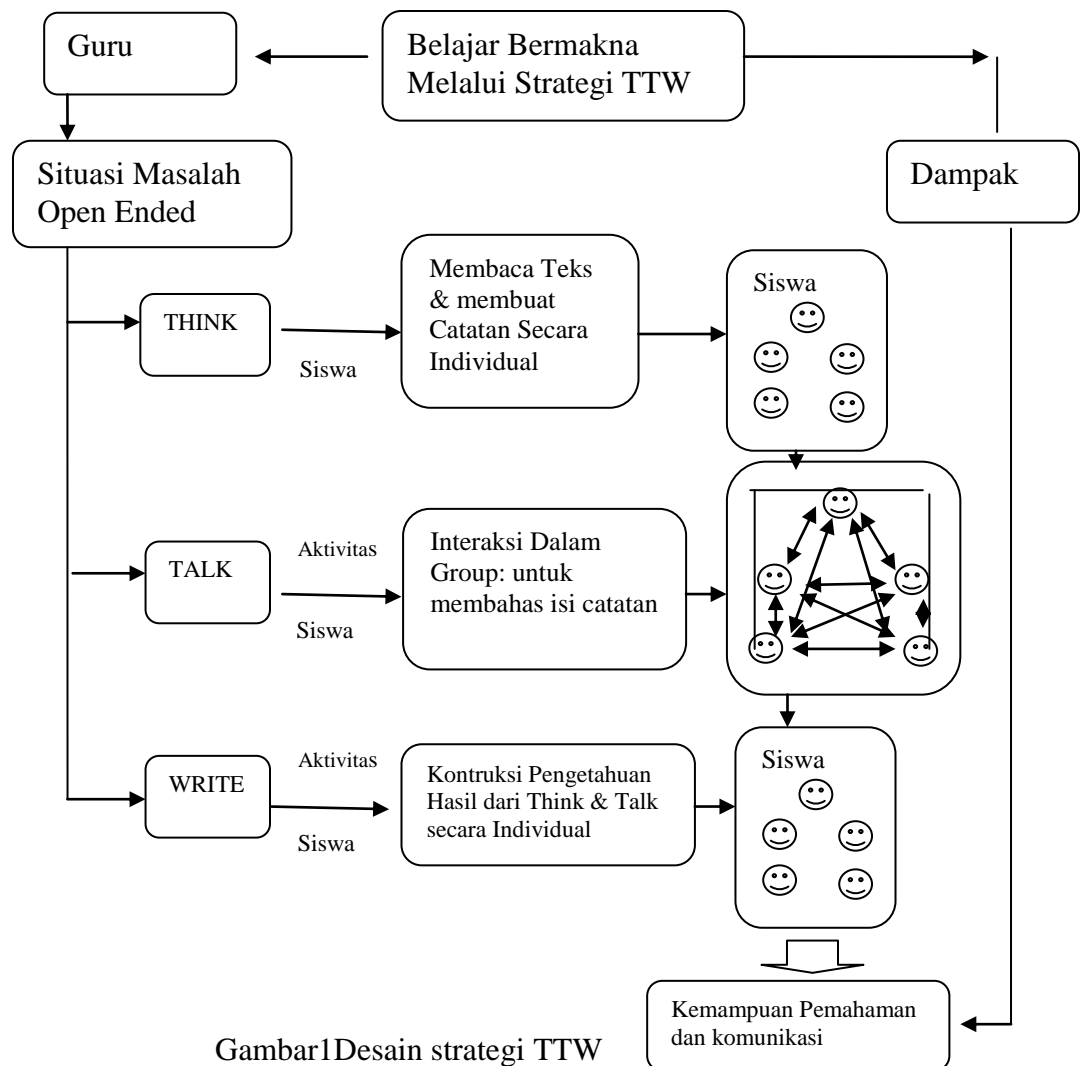 Guru
Belajar Bermakna
Melalui Strategi TTW
Situasi Masalah
Open Ended
Dampak
THINK
Siswa
Membaca Teks
& membuat
Catatan Secara
Individual
Siswa
TALK
Aktivitas
Siswa
Interaksi Dalam
Group: untuk
membahas isi catatan
WRITE
Aktivitas
Siswa
Kontruksi Pengetahuan
Hasil dari Think & Talk
secara Individual
Siswa
Kemampuan Pemahaman
dan komunikasi
Gambar1Desain strategi TTW